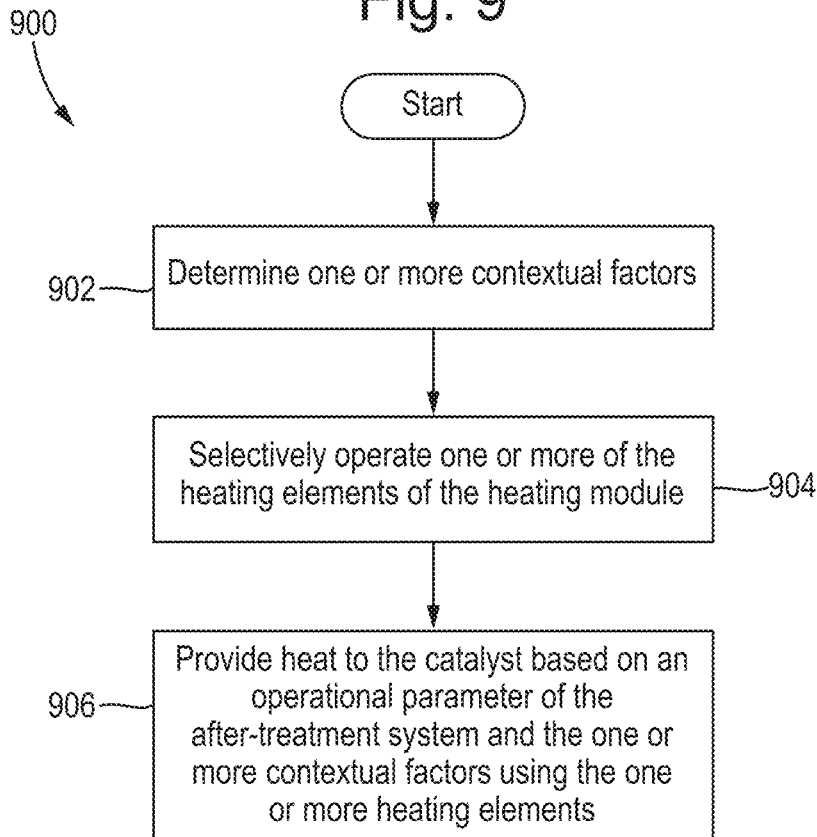 Fig. 9
900
Start
902
Determine one or more contextual factors
Selectively operate one or more of the
heating elements of the heating module
904
906
Provide heat to the catalyst based on an
operational parameter of the
after-treatment system and the one or
more contextual factors using the one
or more heating elements